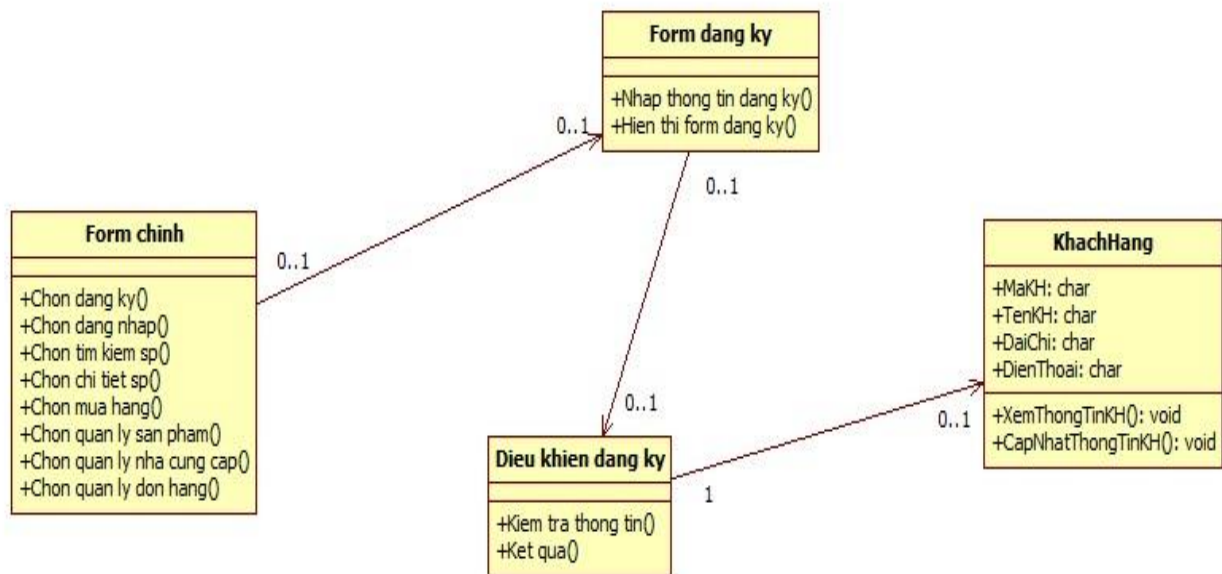 Form dang ky
+Nhap thong tin dang ky()
+Hien thi form dang ky()
0..1
0..1
Form chinh
+Chon dang ky()
+Chon dang nhap()
+Chon tim kiem sp()
+Chon chi tiet sp()
+Chon mua hang()
+Chon quan ly san pham()
+Chon quan ly nha cung cap()
+Chon quan ly don hang()
0..1
0..1
Dieu khien dang ky
+Kiem tra thong tin()
+Ket qua()
1
0..1
KhachHang
+MaKH: char
+TenKH: char
+DaiChi: char
+DienThoai: char
+XemThongTinKH(): void
+CapNhatThongTinKH(): void